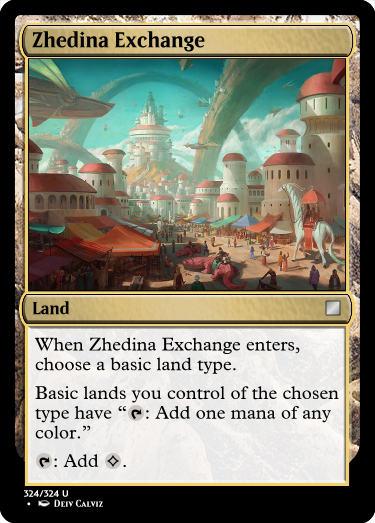 Zhedina Exchange
Land
When Zhedina Exchange enters,
choose a basic land type.
Basic lands you control of the chosen
type have “T: Add one mana of any
color.”
T: Add C.
324/324 U
• DEIV CALVIZ